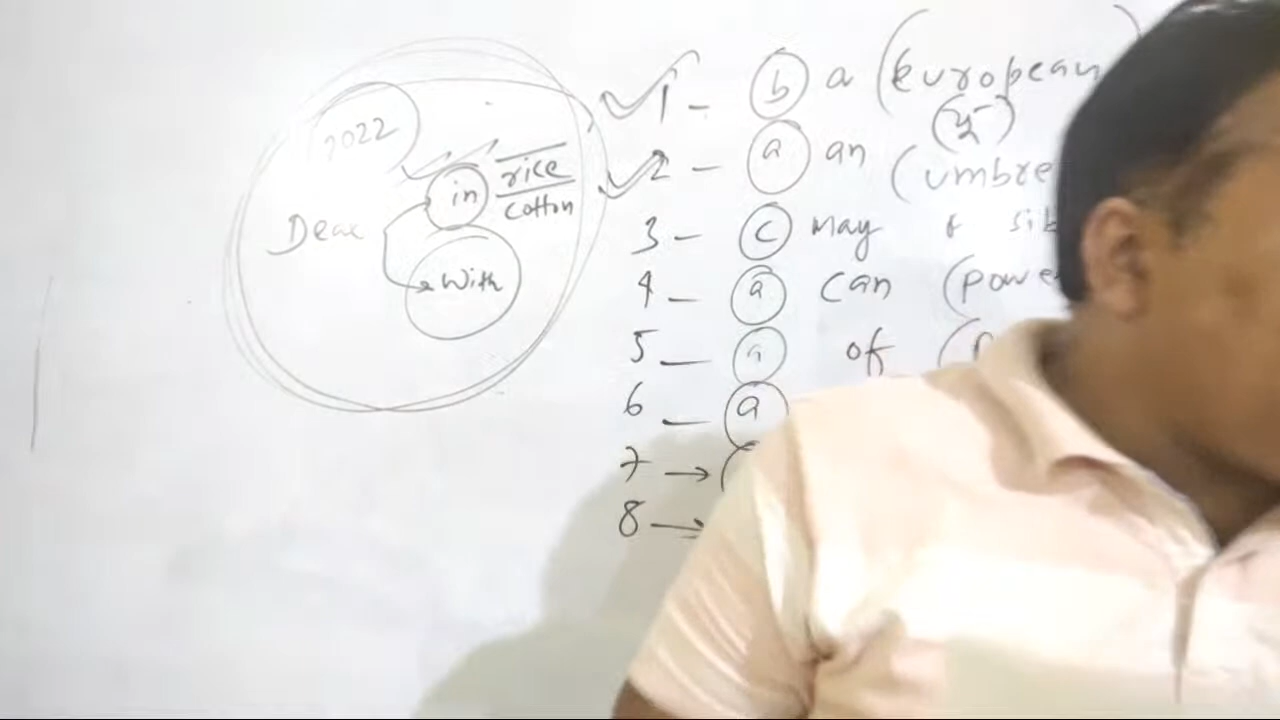 2022
Deal in rice
cotton
with
1 - b a (European)
(y)
2 - a an (umbre
3 - c may
4 - a can (powe
5 - a of (
6 - a
7 → (
8 →